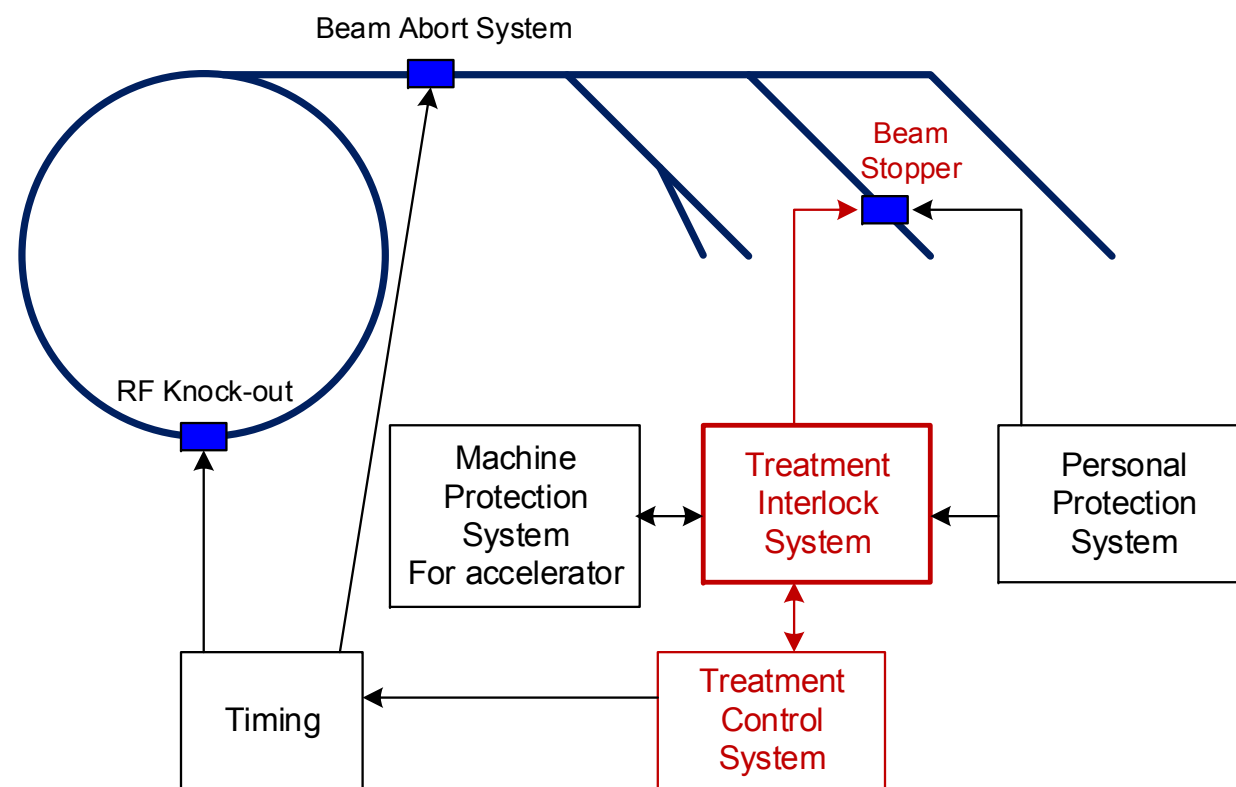 Beam Abort System
Beam
Stopper
RF Knock-out
Machine
Protection
System
For accelerator
Treatment
Interlock
System
Personal
Protection
System
Timing
Treatment
Control
System